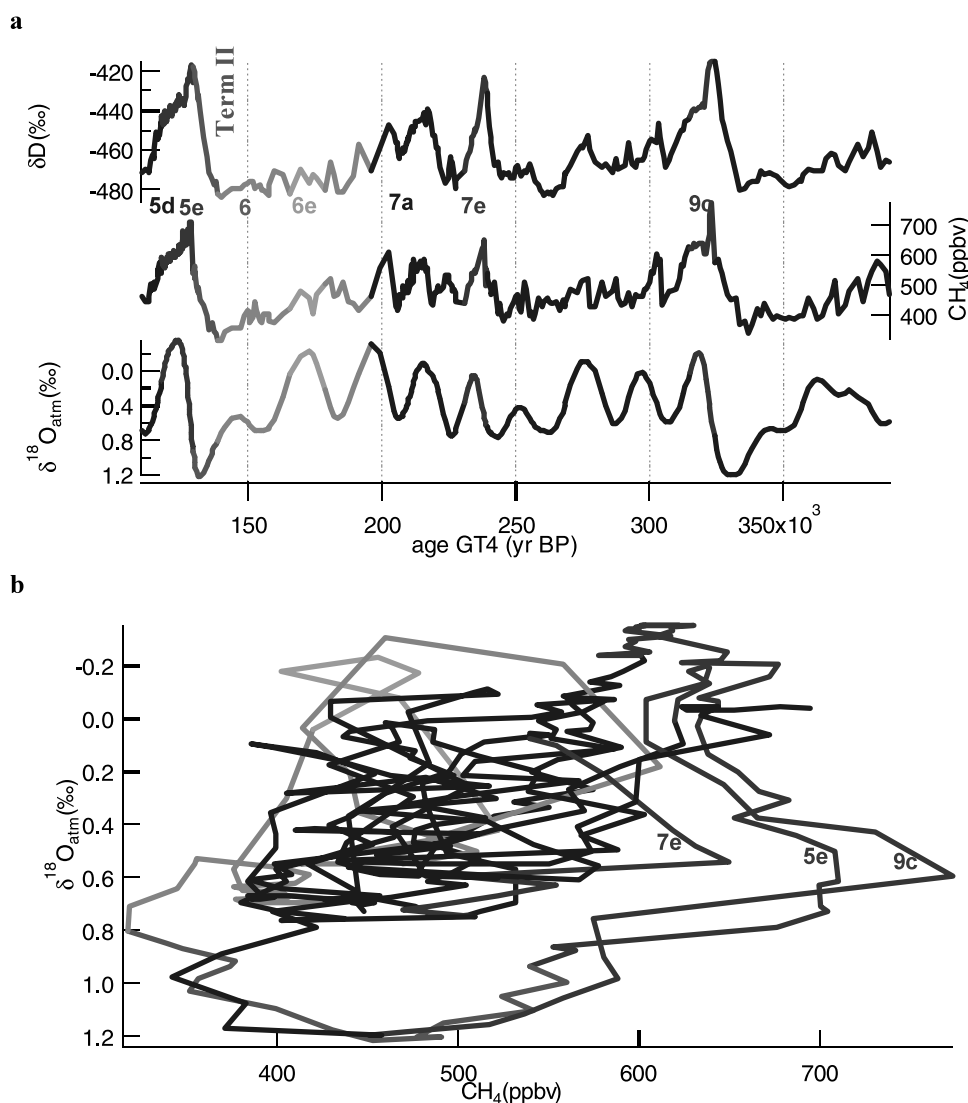 a
Term II
-420
-440
-460
-480
δD(‰)
5d 5e 6 6e 7a 7e 9c
700
600
500
400
CH4(ppbv)
0.0
0.4
0.8
1.2
δ18Oatm(‰)
150 200 250 300 350x10³
age GT4 (yr BP)
b
-0.2
0.0
0.2
0.4
0.6
0.8
1.0
1.2
δ18Oatm(‰)
7e 5e 9c
400 500 600 700
CH4(ppbv)